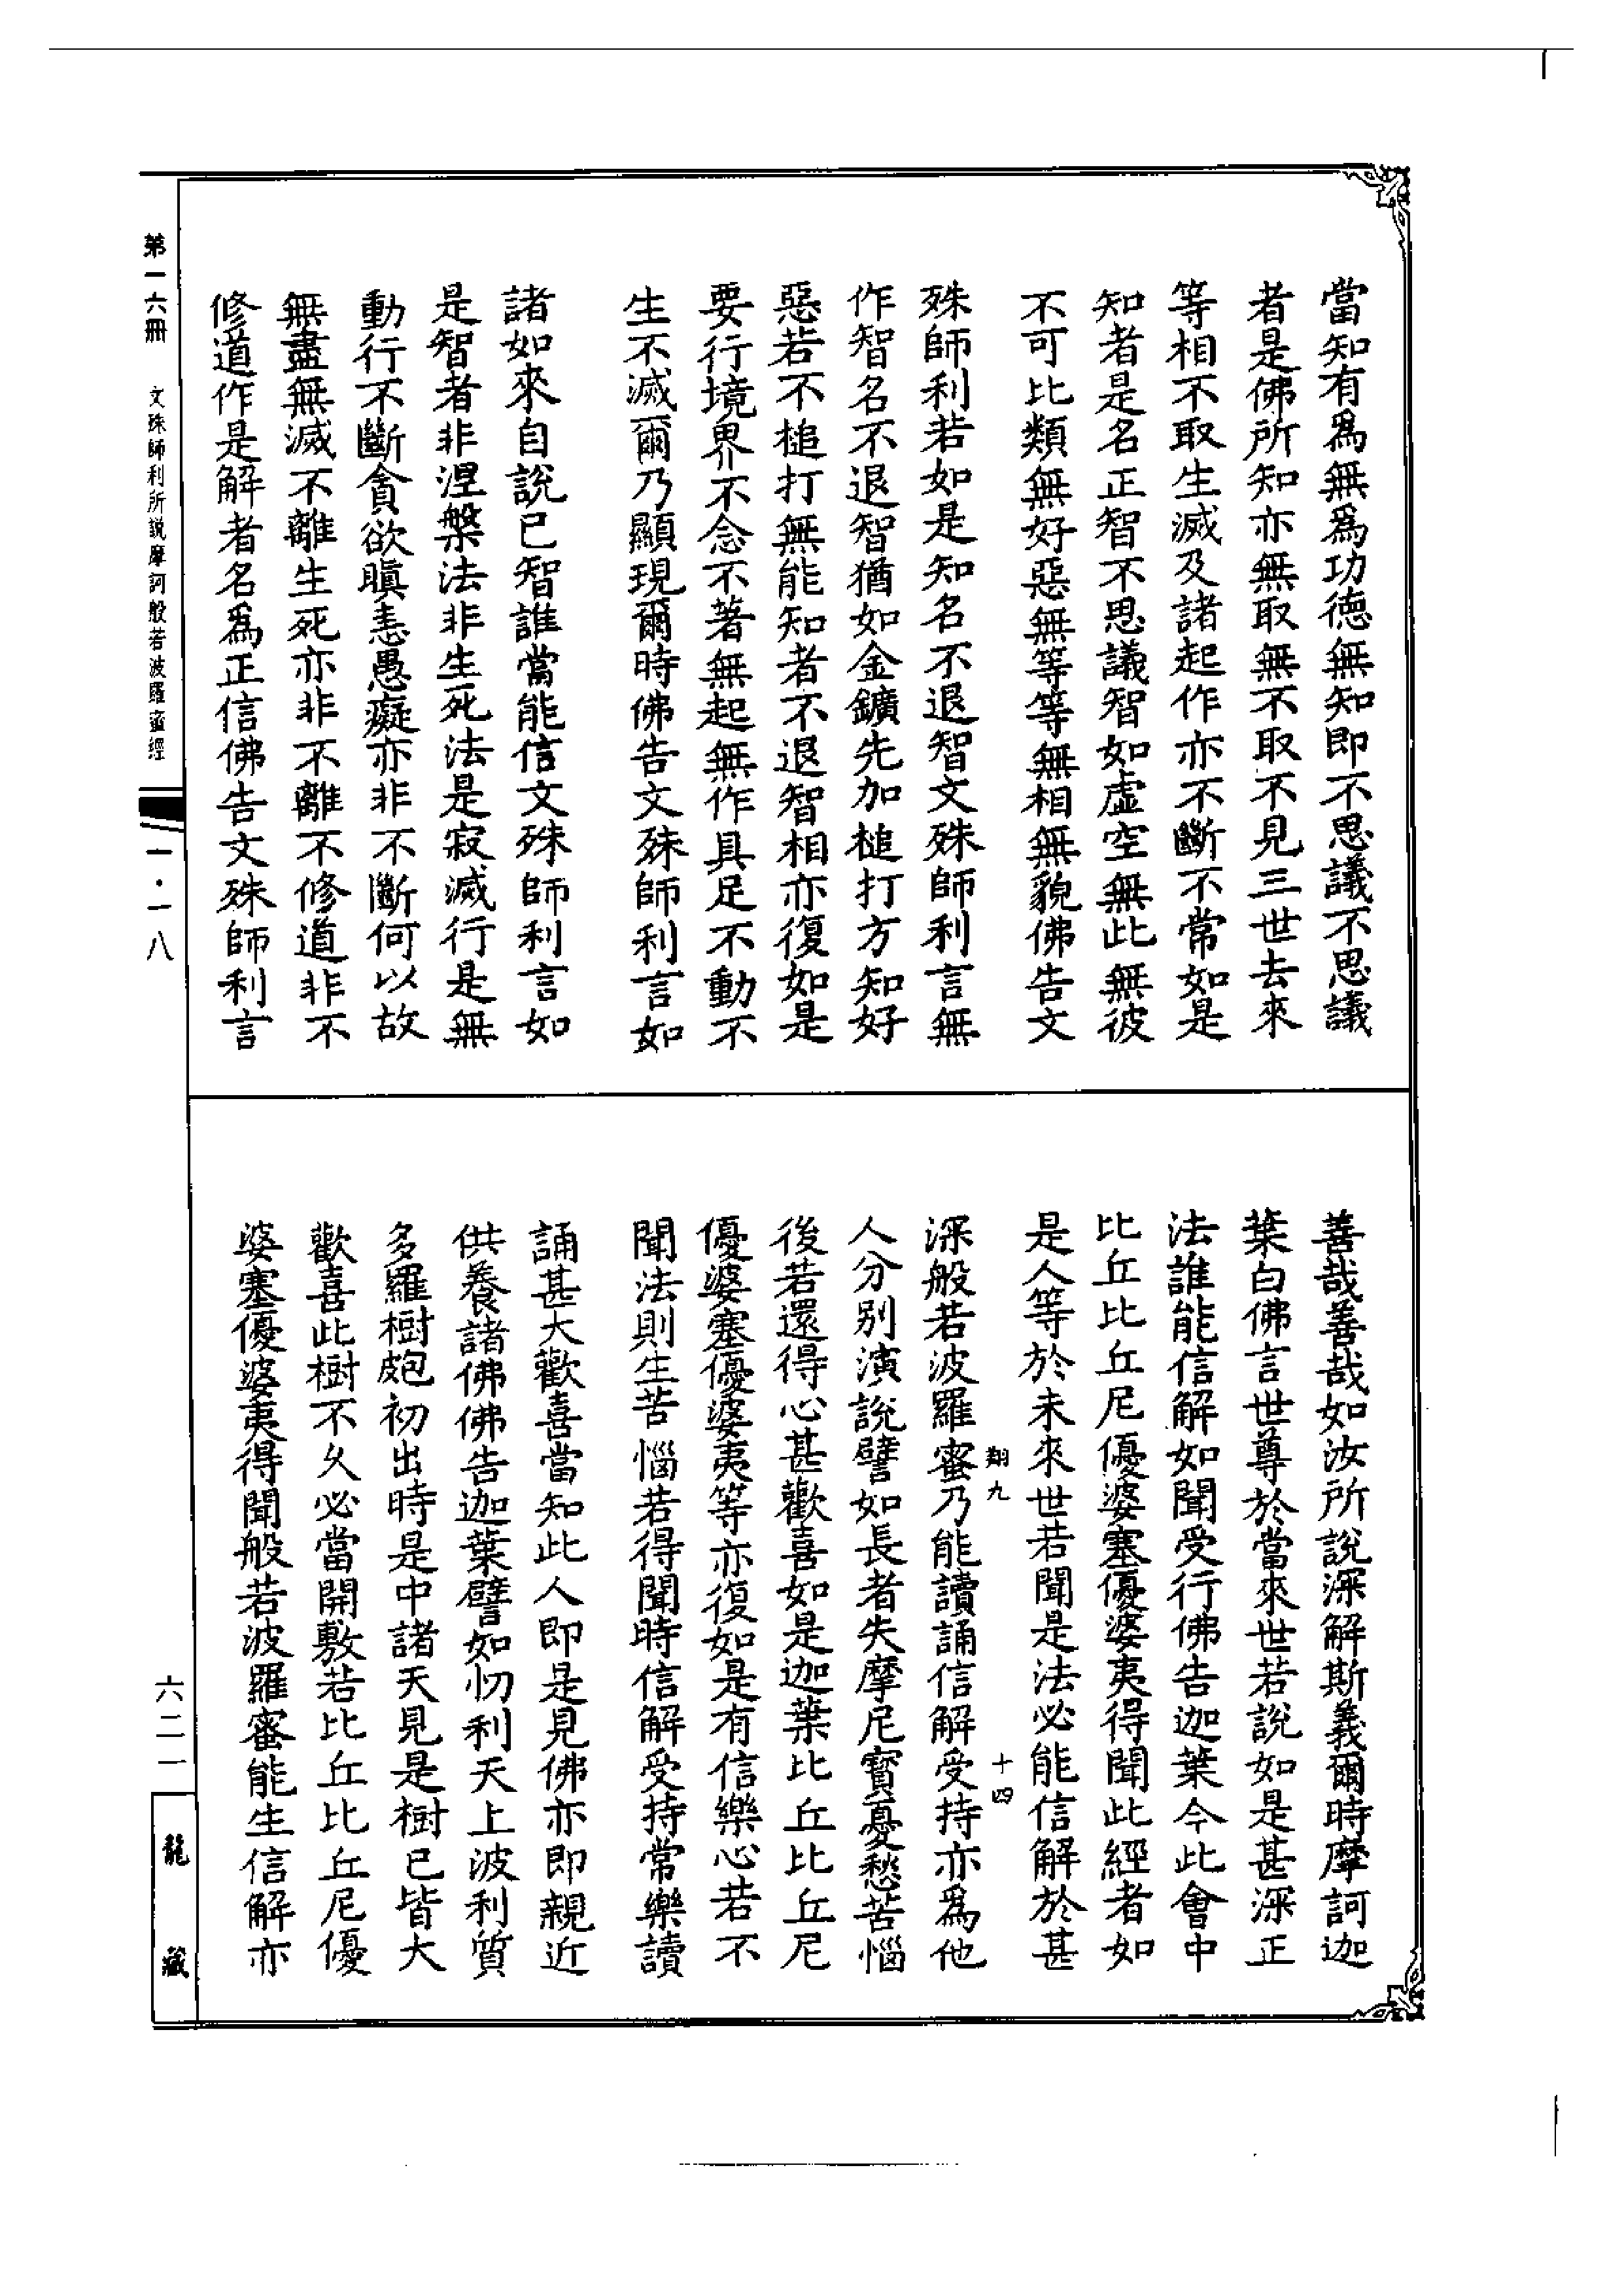 當知有爲無爲功德無知即不思議不思議
者是佛所知亦無取無不取不見三世去來
等相不取生滅及諸起作亦不斷不常如是
知者是名正智不思議智如虛空無此無彼
不可比類無好惡無等等無相無貌佛告文
殊師利若如是知名不退智文殊師利言無
作智名不退智猶如金鑛先加槌打方知好
惡若不槌打無能知者不退智相亦復如是
要行境界不念不著無起無作具足不動不
生不滅爾乃顯現爾時佛告文殊師利言如
諸如來自說已智誰當能信文殊師利言如
是智者非涅槃法非生死法是寂滅行是無
動行不斷貪欲瞋恚愚癡亦非不斷何以故
無盡無滅不離生死亦非不離不修道非不
修道作是解者名爲正信佛告文殊師利言
善哉善哉如汝所說深解斯義爾時摩訶迦
葉白佛言世尊於當來世若說如是甚深正
法誰能信解如聞受行佛告迦葉今此會中
比丘比丘尼優婆塞優婆夷得聞此經者如
是人等於未來世若聞是法必能信解於甚
翔九 十四
深般若波羅蜜乃能讀誦信解受持亦爲他
人分別演說譬如長者失摩尼寶憂愁苦惱
後若還得心甚歡喜如是迦葉比丘比丘尼
優婆塞優婆夷等亦復如是有信樂心若不
聞法則生苦惱若得聞時信解受持常樂讀
誦甚大歡喜當知此人即是見佛亦即親近
供養諸佛佛告迦葉譬如忉利天上波利質
多羅樹皰初出時是中諸天見是樹已皆大
歡喜此樹不久必當開敷若比丘比丘尼優
婆塞優婆夷得聞般若波羅蜜能生信解亦
第一六冊 文殊師利所說摩訶般若波羅蜜經
一·一八
六二一
龍藏